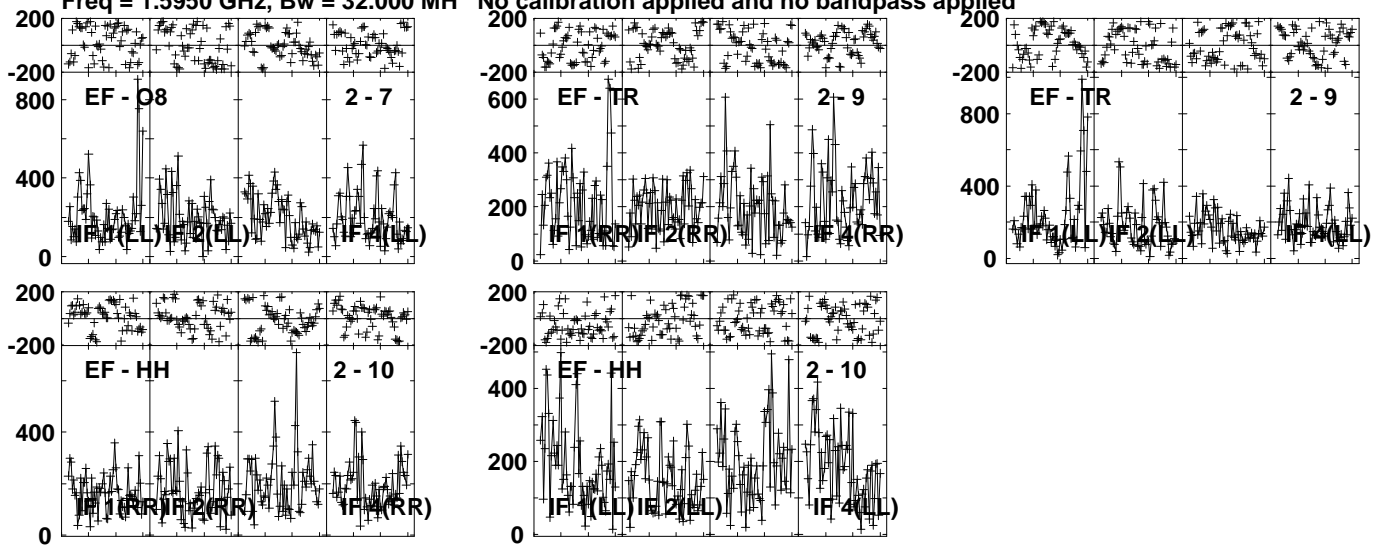 Freq = 1.5950 GHz, Bw = 32.000 MH No calibration applied and no bandpass applied
200
-200
EF - O8 2 - 7
800
400
0
IF 1(LL) IF 2(LL) IF 4(LL)
EF - TR 2 - 9
600
400
200
0
IF 1(RR) IF 2(RR) IF 4(RR)
200
-200
EF - TR 2 - 9
800
400
0
IF 1(LL) IF 2(LL) IF 4(LL)
200
-200
EF - HH 2 - 10
400
0
IF 1(RR) IF 2(RR) IF 4(RR)
EF - HH 2 - 10
400
200
0
IF 1(LL) IF 2(LL) IF 4(LL)